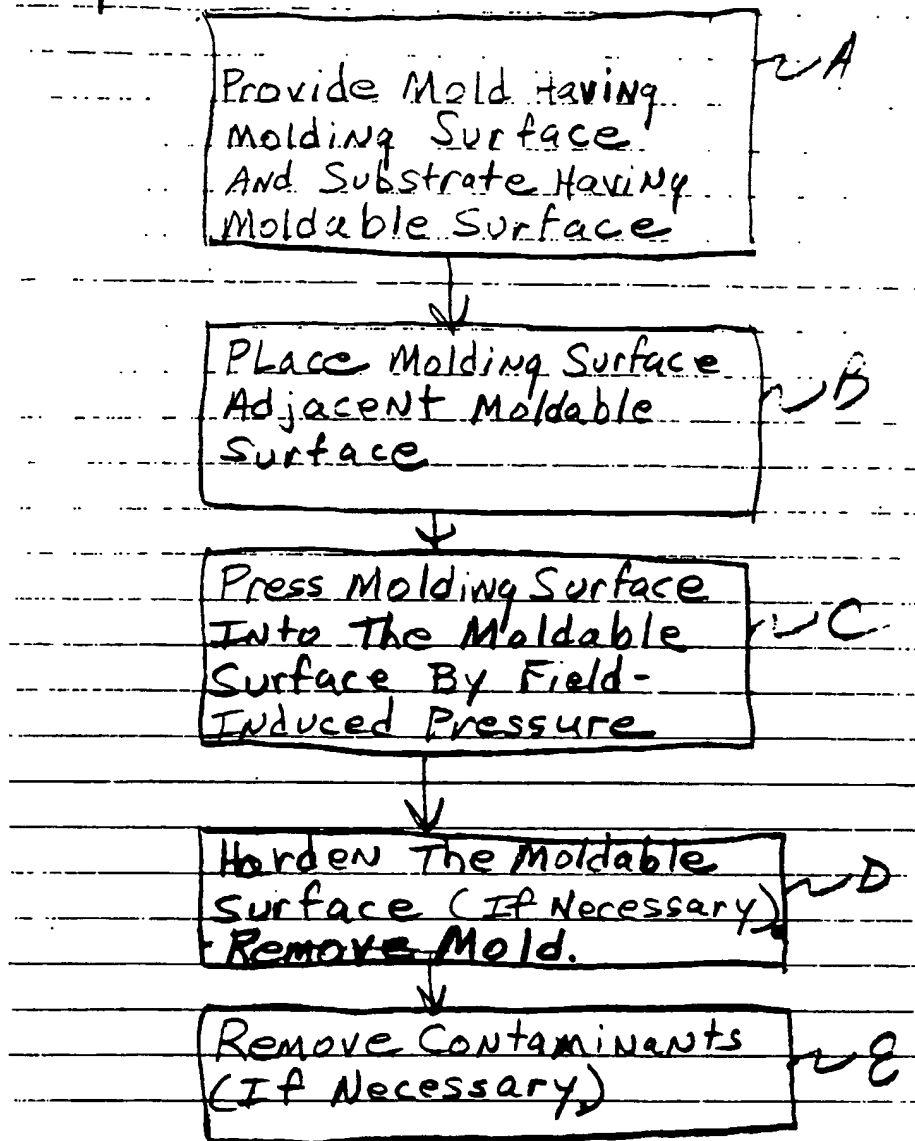 Provide Mold Having
Molding Surface
And Substrate Having
Moldable Surface
A
Place Molding Surface
Adjacent Moldable
Surface
B
Press Molding Surface
Into The Moldable
Surface By Field-
Induced Pressure
C
Harden The Moldable
Surface (If Necessary).
Remove Mold.
D
Remove Contaminants
(If Necessary)
E